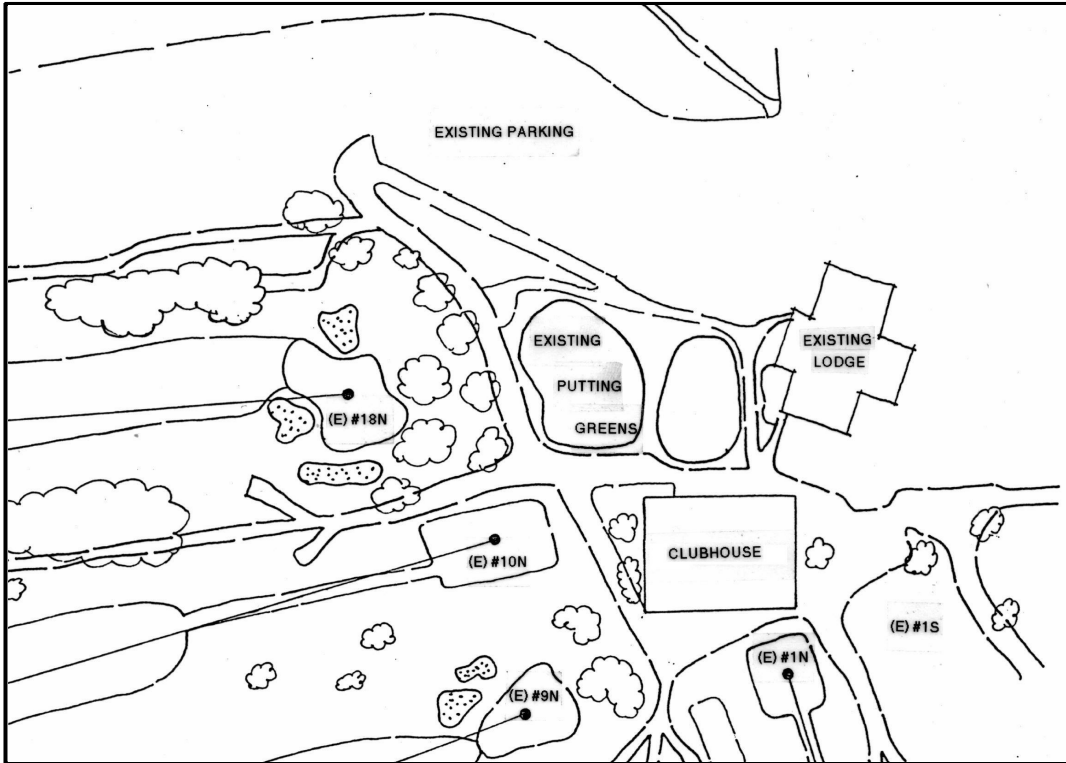 EXISTING PARKING
EXISTING
PUTTING
GREENS
EXISTING
LODGE
(E) #18N
(E) #10N
CLUBHOUSE
(E) #1S
(E) #1N
(E) #9N